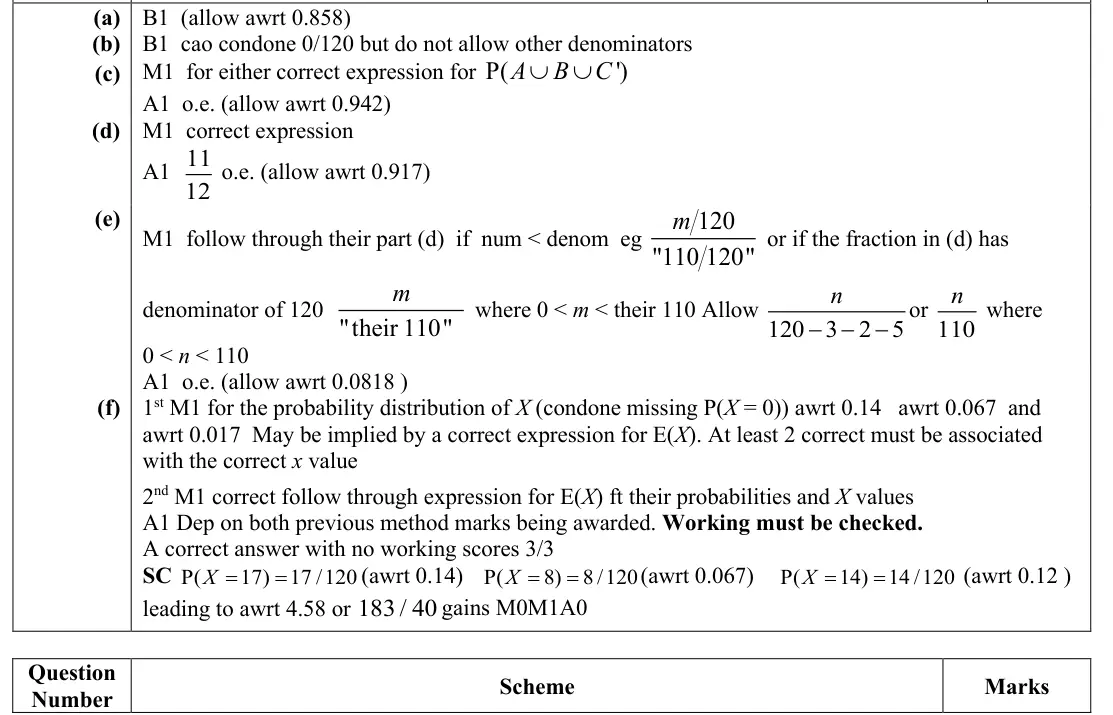 (a) B1 (allow awrt 0.858)
(b) B1 cao condone 0/120 but do not allow other denominators
(c) M1 for either correct expression for P(A∪B∪C')
A1 o.e. (allow awrt 0.942)
(d) M1 correct expression
A1 11/12 o.e. (allow awrt 0.917)
(e) M1 follow through their part (d) if num < denom eg (m/120)/("110/120") or if the fraction in (d) has
denominator of 120 m/"their 110" where 0 < m < their 110 Allow n/(120−3−2−5) or n/110 where
0 < n < 110
A1 o.e. (allow awrt 0.0818 )
(f) 1st M1 for the probability distribution of X (condone missing P(X = 0)) awrt 0.14 awrt 0.067 and
awrt 0.017 May be implied by a correct expression for E(X). At least 2 correct must be associated
with the correct x value
2nd M1 correct follow through expression for E(X) ft their probabilities and X values
A1 Dep on both previous method marks being awarded. Working must be checked.
A correct answer with no working scores 3/3
SC P(X =17) =17/120 (awrt 0.14) P(X =8) =8/120 (awrt 0.067) P(X =14) =14/120 (awrt 0.12 )
leading to awrt 4.58 or 183 / 40 gains M0M1A0
Question Number Scheme Marks